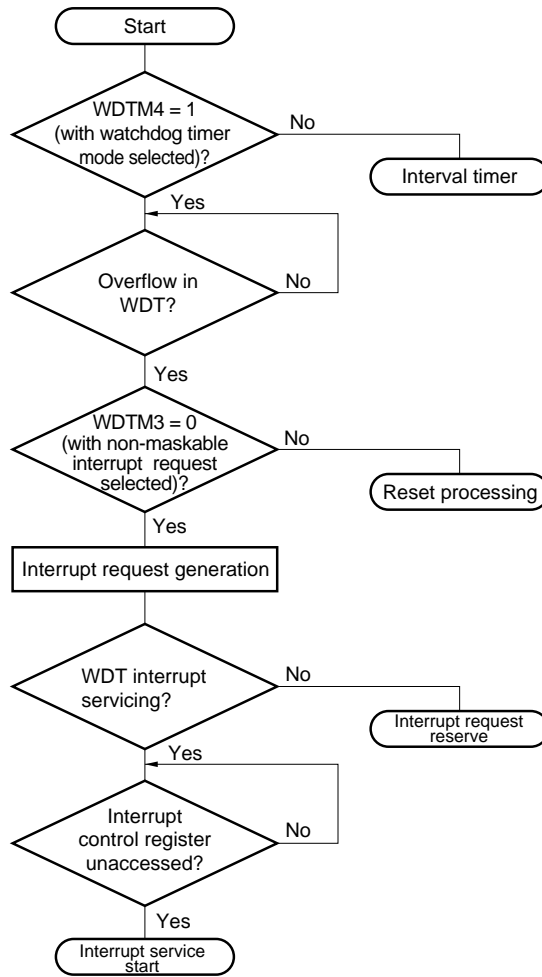 Start
WDTM4 = 1
(with watchdog timer
mode selected)?
No
Interval timer
Yes
Overflow in
WDT?
No
Yes
WDTM3 = 0
(with non-maskable
interrupt request
selected)?
No
Reset processing
Yes
Interrupt request generation
WDT interrupt
servicing?
No
Interrupt request
reserve
Yes
Interrupt
control register
unaccessed?
No
Yes
Interrupt service
start